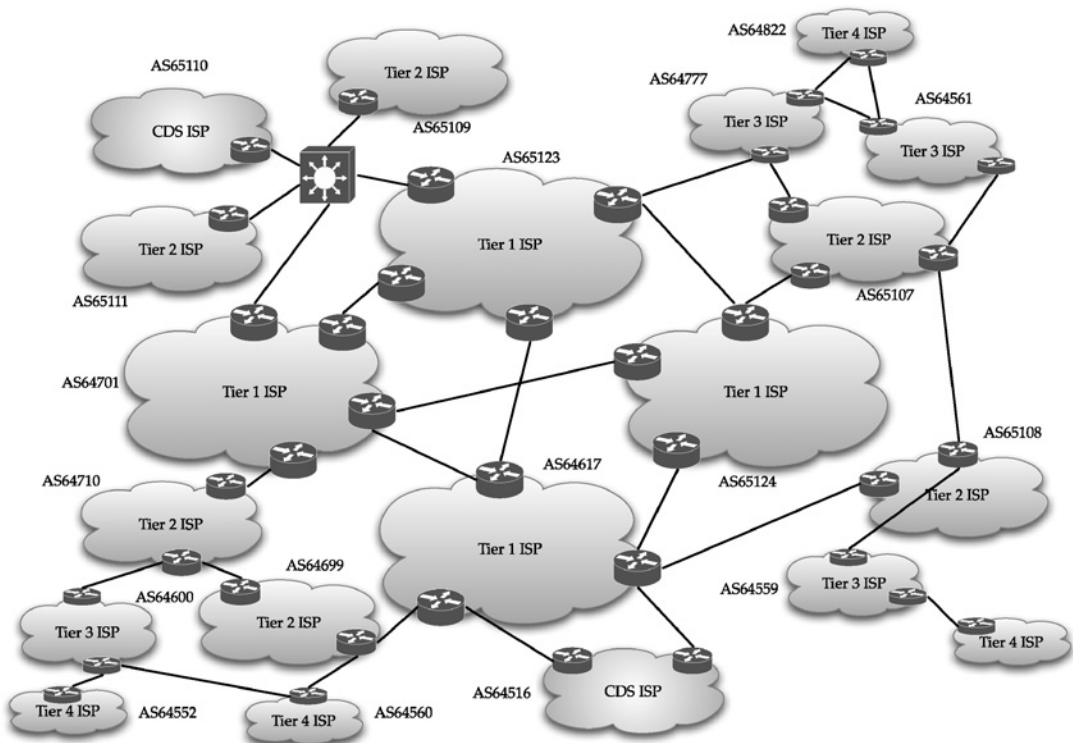 AS64822
Tier 4 ISP
AS65110
Tier 2 ISP
AS64777
AS64561
CDS ISP
AS65109
Tier 3 ISP
Tier 3 ISP
AS65123
Tier 2 ISP
Tier 1 ISP
Tier 2 ISP
AS65111
AS65107
AS64701
Tier 1 ISP
Tier 1 ISP
AS65108
AS64710
AS64617
AS65124
Tier 2 ISP
Tier 2 ISP
Tier 1 ISP
AS64699
AS64600
AS64559
Tier 3 ISP
Tier 3 ISP
Tier 2 ISP
Tier 4 ISP
AS64516
CDS ISP
Tier 4 ISP
AS64552
Tier 4 ISP
AS64560